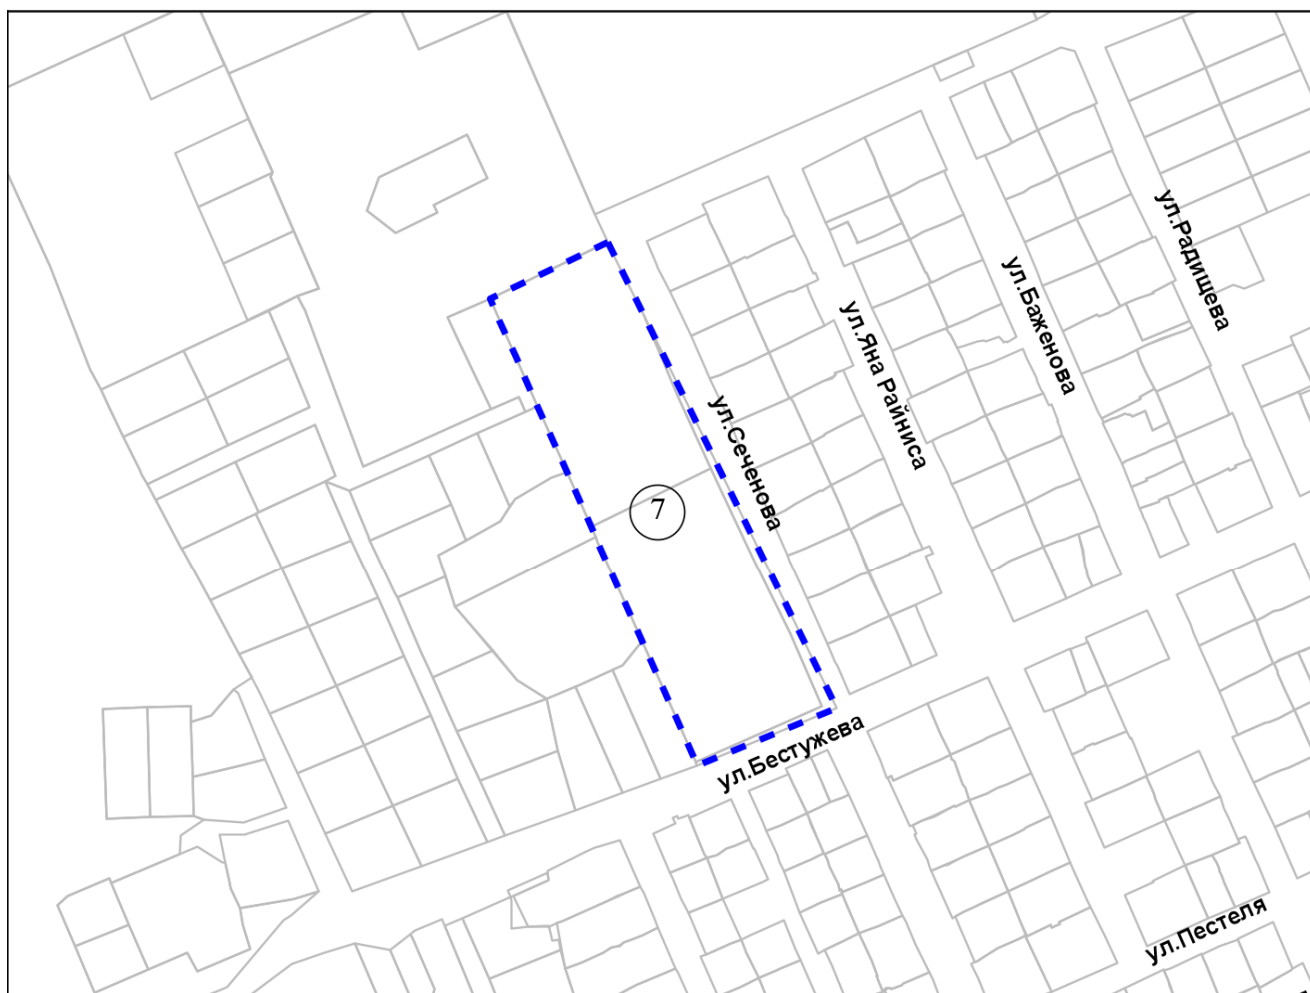 ул.Радищева
ул.Баженова
ул.Яна Райниса
ул.Сеченова
7
ул.Бестужева
ул.Пестеля